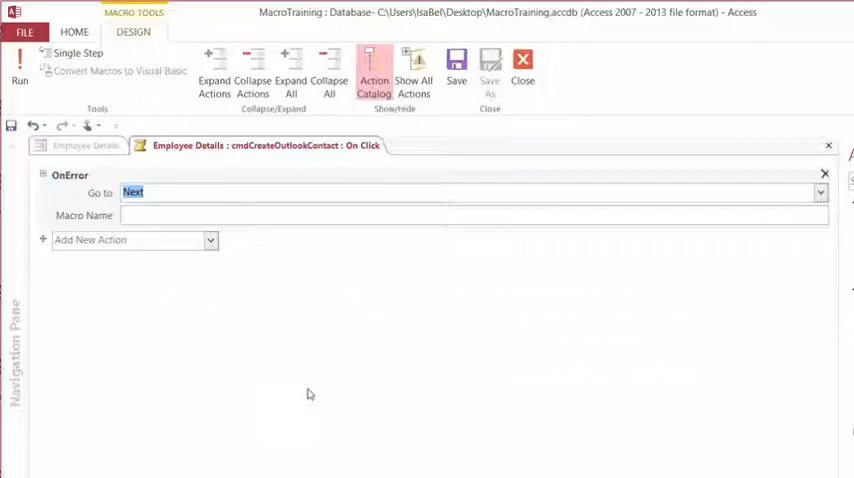 MACRO TOOLS
MacroTraining : Database- C:\Users\IsaBel\Desktop\MacroTraining.accdb (Access 2007 - 2013 file format) - Access
FILE
HOME
DESIGN
Run
Single Step
Convert Macros to Visual Basic
Tools
Expand Actions
Collapse Actions
Expand All
Collapse All
Collapse/Expand
Action Catalog
Show All Actions
Show/Hide
Save
Save As
Close
Close
Employee Details
Employee Details : cmdCreateOutlookContact : On Click
OnError
Go to
Next
Macro Name
Add New Action
Navigation Pane